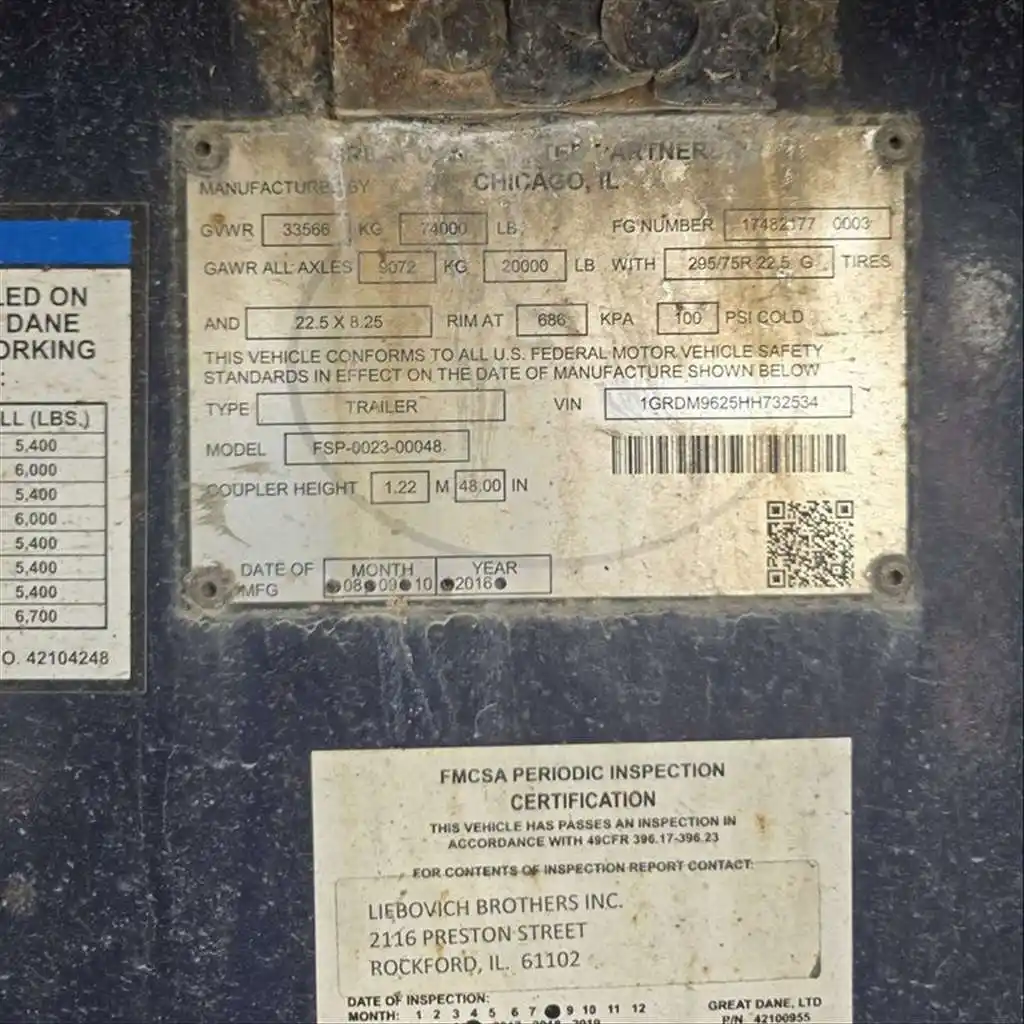 CHICAGO, IL
MANUFACTURED BY
GVWR 33566 KG 74000 LB. FG NUMBER 17482177 0003
GAWR ALL AXLES 9072 KG 20000 LB WITH 295/75R 22.5 G TIRES
AND 22.5 X 8.25 RIM AT 686 KPA 100 PSI COLD
THIS VEHICLE CONFORMS TO ALL U.S. FEDERAL MOTOR VEHICLE SAFETY
STANDARDS IN EFFECT ON THE DATE OF MANUFACTURE SHOWN BELOW
TYPE TRAILER VIN 1GRDM9625HH732534
MODEL FSP-0023-00048
COUPLER HEIGHT 1.22 M 48.00 IN
DATE OF MFG MONTH YEAR
08 09 10 2016
LED ON
DANE
ORKING
:
LL (LBS.)
5,400
6,000
5,400
6,000
5,400
5,400
5,400
6,700
O. 42104248
FMCSA PERIODIC INSPECTION
CERTIFICATION
THIS VEHICLE HAS PASSES AN INSPECTION IN
ACCORDANCE WITH 49CFR 396.17-396.23
FOR CONTENTS OF INSPECTION REPORT CONTACT:
LIEBOVICH BROTHERS INC.
2116 PRESTON STREET
ROCKFORD, IL. 61102
DATE OF INSPECTION:
MONTH: 1 2 3 4 5 6 7 9 10 11 12
GREAT DANE, LTD
P/N 42100955